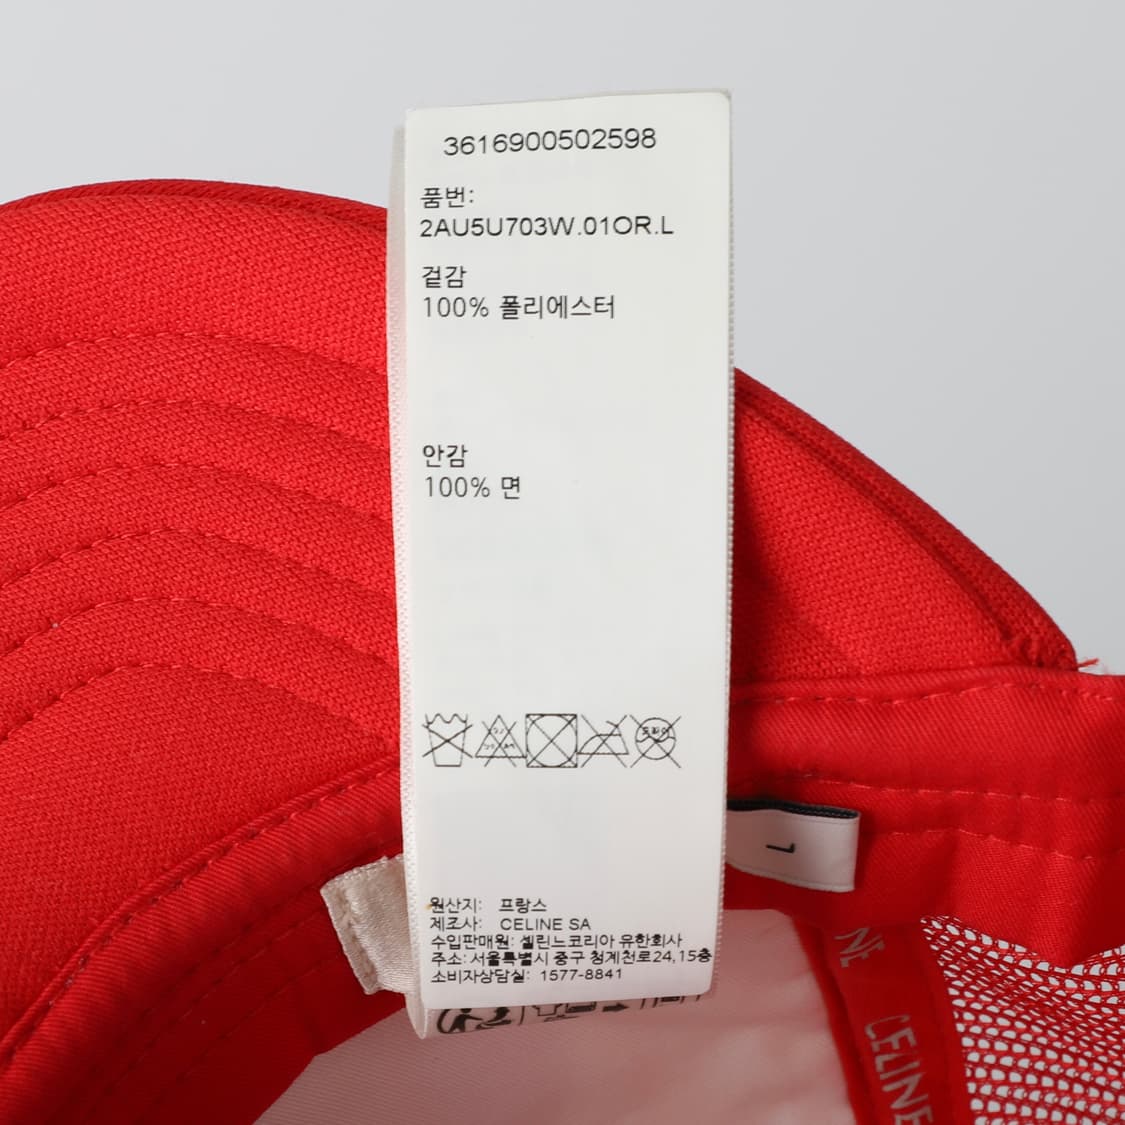 3616900502598
품번:
2AU5U703W.01OR.L
겉감
100% 폴리에스터
안감
100% 면
원산지: 프랑스
제조사: CELINE SA
수입판매원: 셀린느코리아 유한회사
주소: 서울특별시 중구 청계천로24,15층
소비자상담실: 1577-8841
L
NE
CELINE